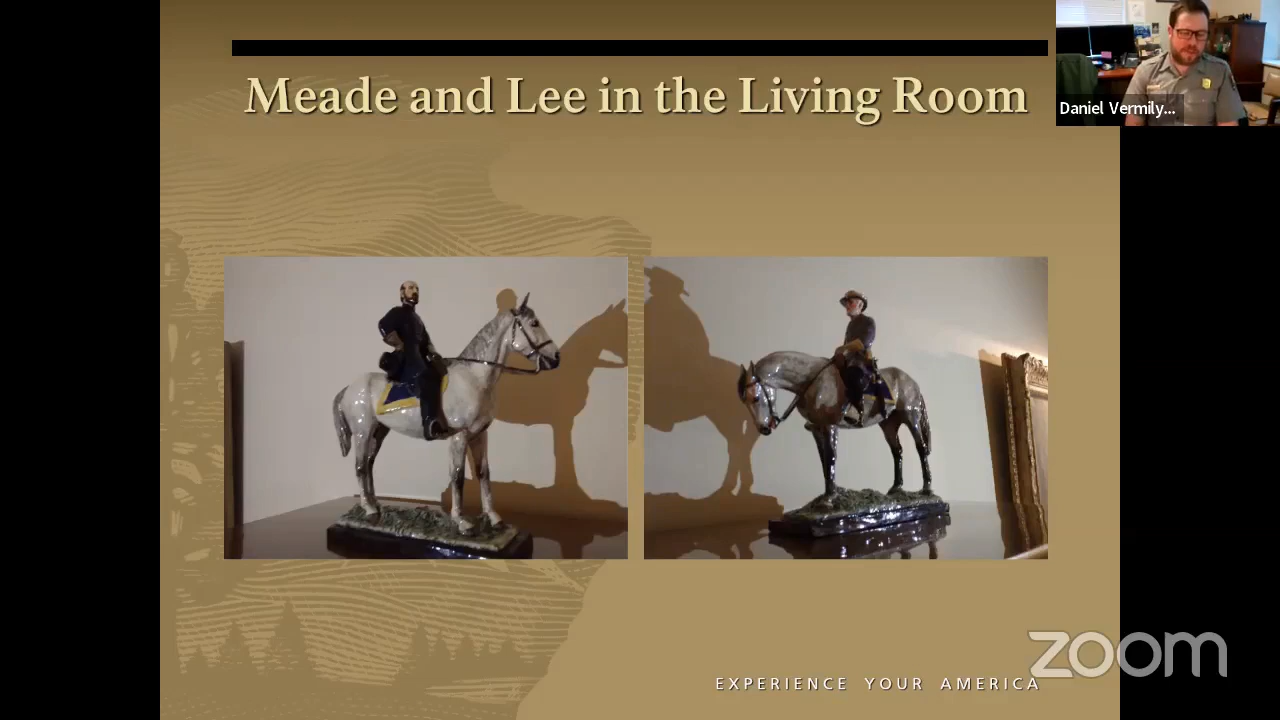 Meade and Lee in the Living Room
Daniel Vermily...
EXPERIENCE YOUR AMERICA
zoom